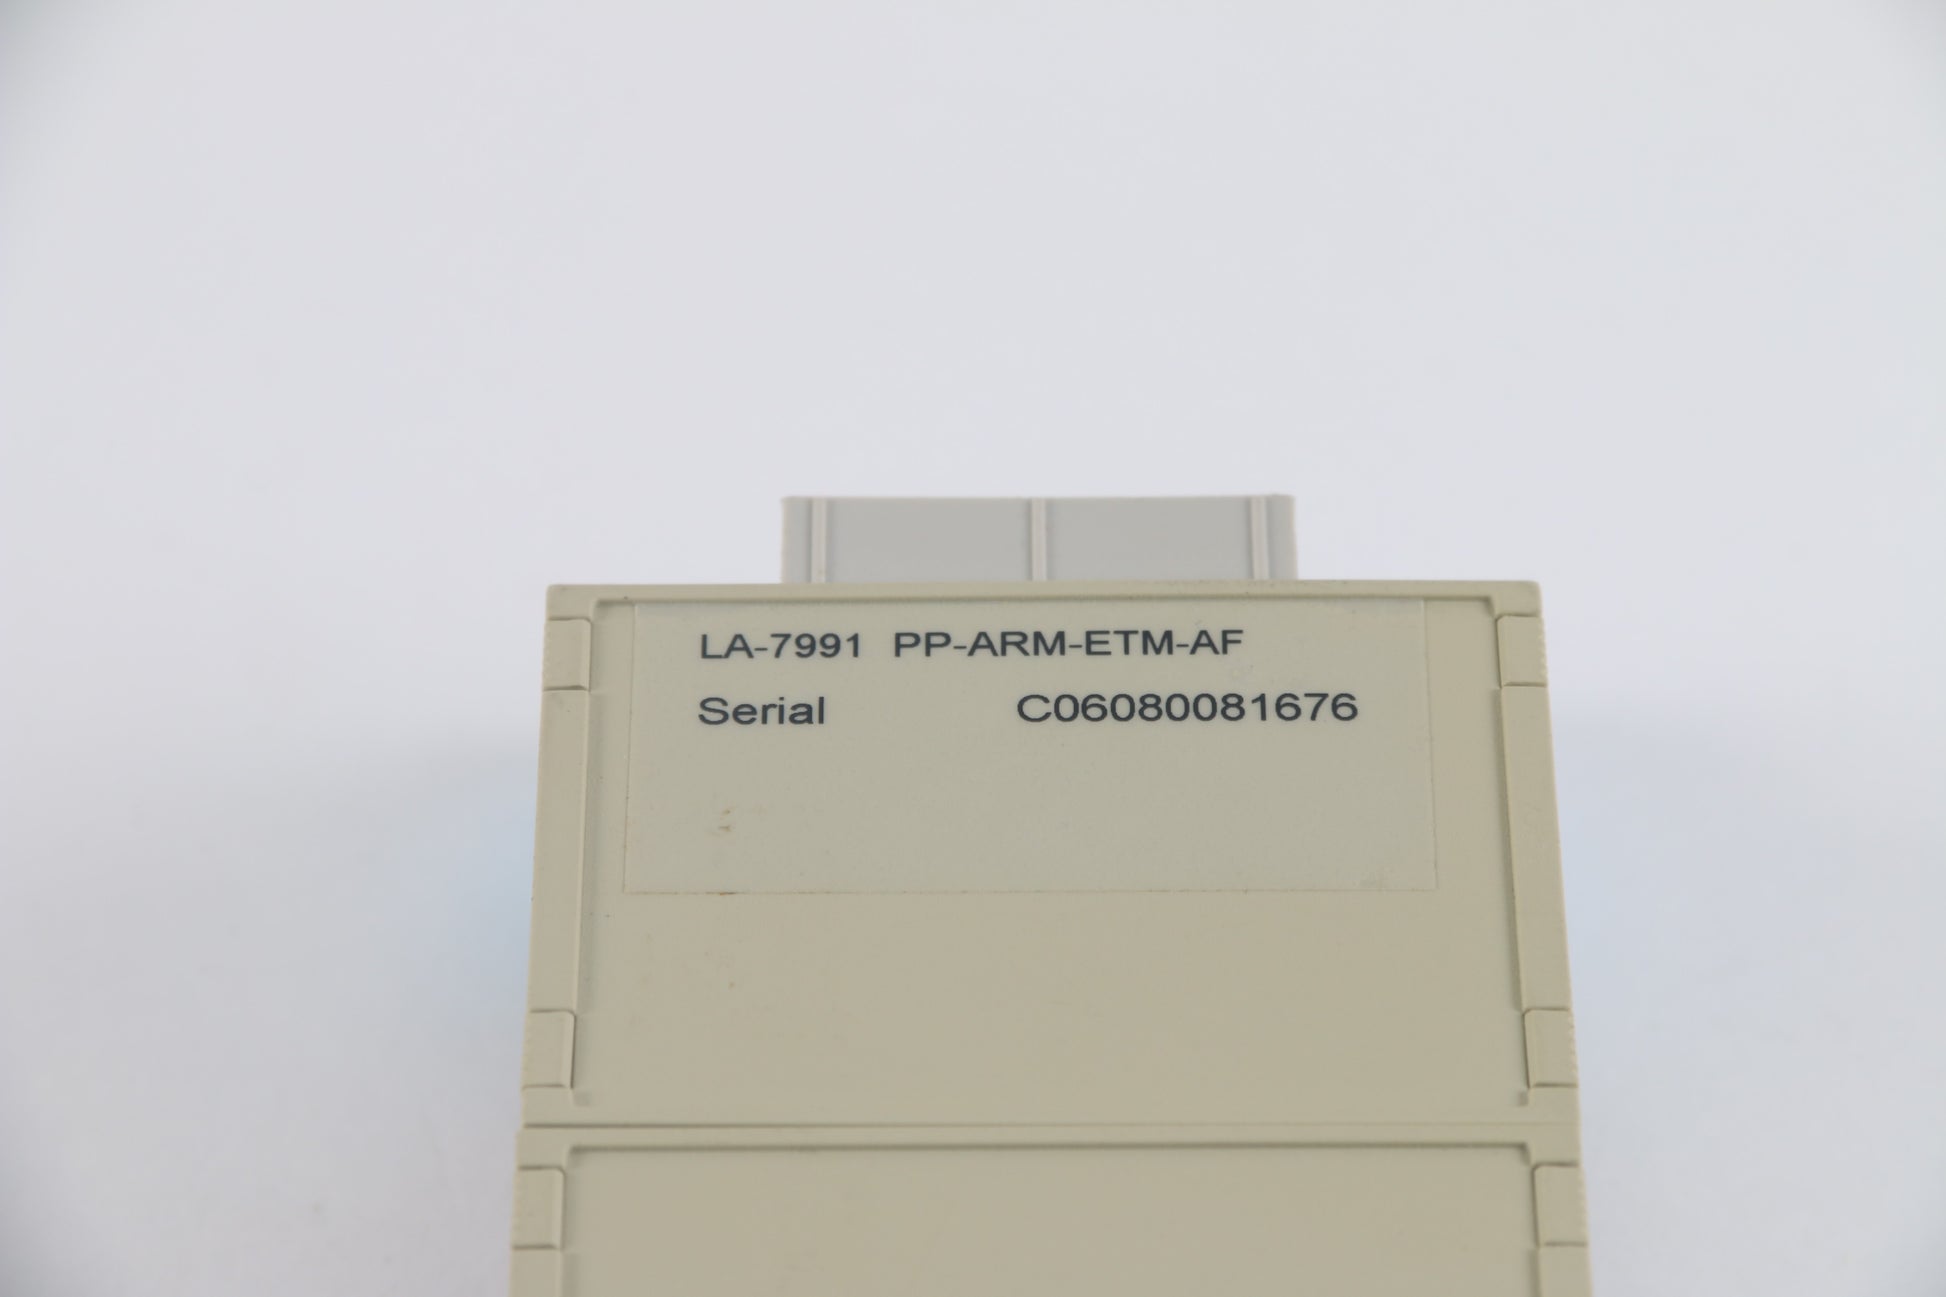 LA-7991 PP-ARM-ETM-AF
Serial C06080081676